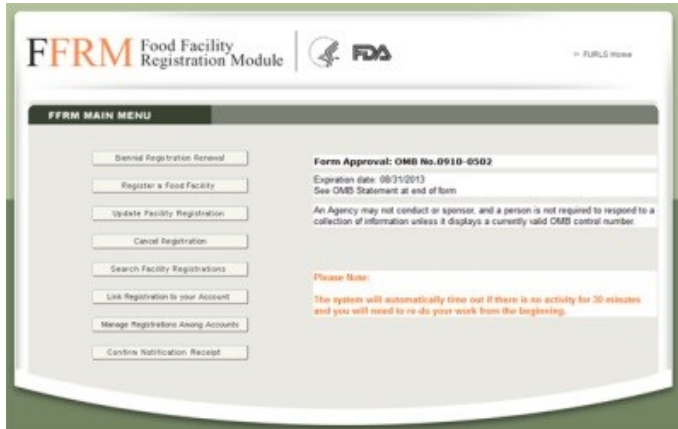 FFRM Food Facility
Registration Module
FDA
FURLS Home
FFRM MAIN MENU
Biennial Registration Renewal
Register a Food Facility
Update Facility Registration
Cancel Registration
Search Facility Registrations
Link Registration to your Account
Manage Registrations Among Accounts
Confirm Notification Receipt
Form Approval: OMB No.0910-0502
Expiration date: 08/31/2013
See OMB Statement at end of form
An Agency may not conduct or sponsor, and a person is not required to respond to a
collection of information unless it displays a currently valid OMB control number.
Please Note:
The system will automatically time out if there is no activity for 30 minutes
and you will need to re-do your work from the beginning.